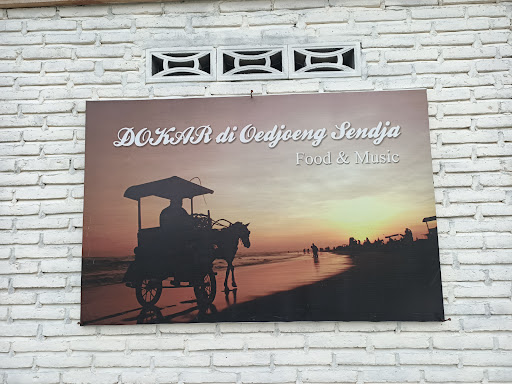 DOKAR di Oedjoeng Sendja
Food & Music